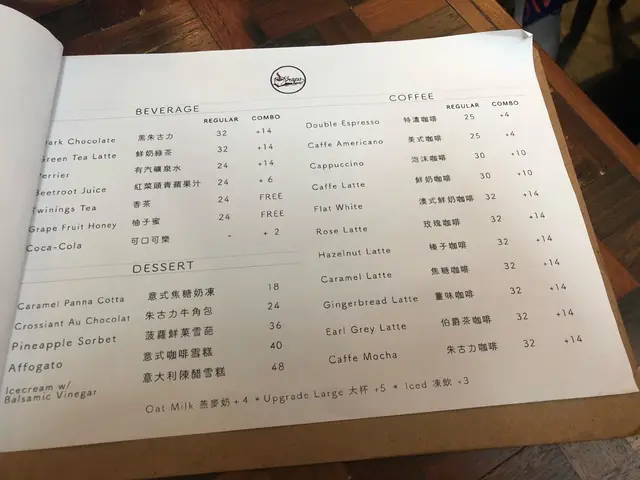 BEVERAGE
REGULAR COMBO
Dark Chocolate 黑朱古力 32 +14
Green Tea Latte 鮮奶綠茶 32 +14
Perrier 有汽礦泉水 24 +14
Beetroot Juice 紅菜頭青蘋果汁 24 + 6
Twinings Tea 香茶 24 FREE
Grape Fruit Honey 柚子蜜 24 FREE
Coca-Cola 可口可樂 - + 2
DESSERT
Caramel Panna Cotta 意式焦糖奶凍 18
Crossiant Au Chocolat 朱古力牛角包 24
Pineapple Sorbet 菠蘿鮮菓雪葩 36
Affogato 意式咖啡雪糕 40
Icecream w/
Balsamic Vinegar 意大利陳醋雪糕 48
COFFEE
REGULAR COMBO
Double Espresso 特濃咖啡 25 +4
Caffe Americano 美式咖啡 25 +4
Cappuccino 泡沫咖啡 30 +10
Caffe Latte 鮮奶咖啡 30 +10
Flat White 澳式鮮奶咖啡 32 +14
Rose Latte 玫瑰咖啡 32 +14
Hazelnut Latte 榛子咖啡 32 +14
Caramel Latte 焦糖咖啡 32 +14
Gingerbread Latte 薑味咖啡 32 +14
Earl Grey Latte 伯爵茶咖啡 32 +14
Caffe Mocha 朱古力咖啡 32 +14
Oat Milk 燕麥奶 +4 * Upgrade Large 大杯 +5 * Iced 凍飲 +3